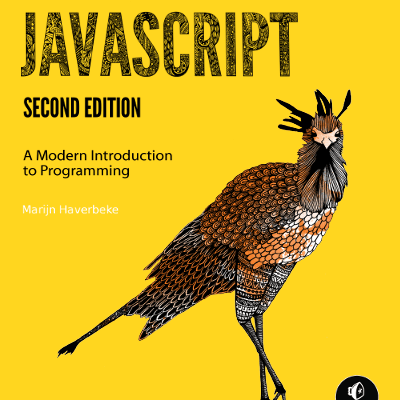 JAVASCRIPT
SECOND EDITION
A Modern Introduction
to Programming
Marijn Haverbeke